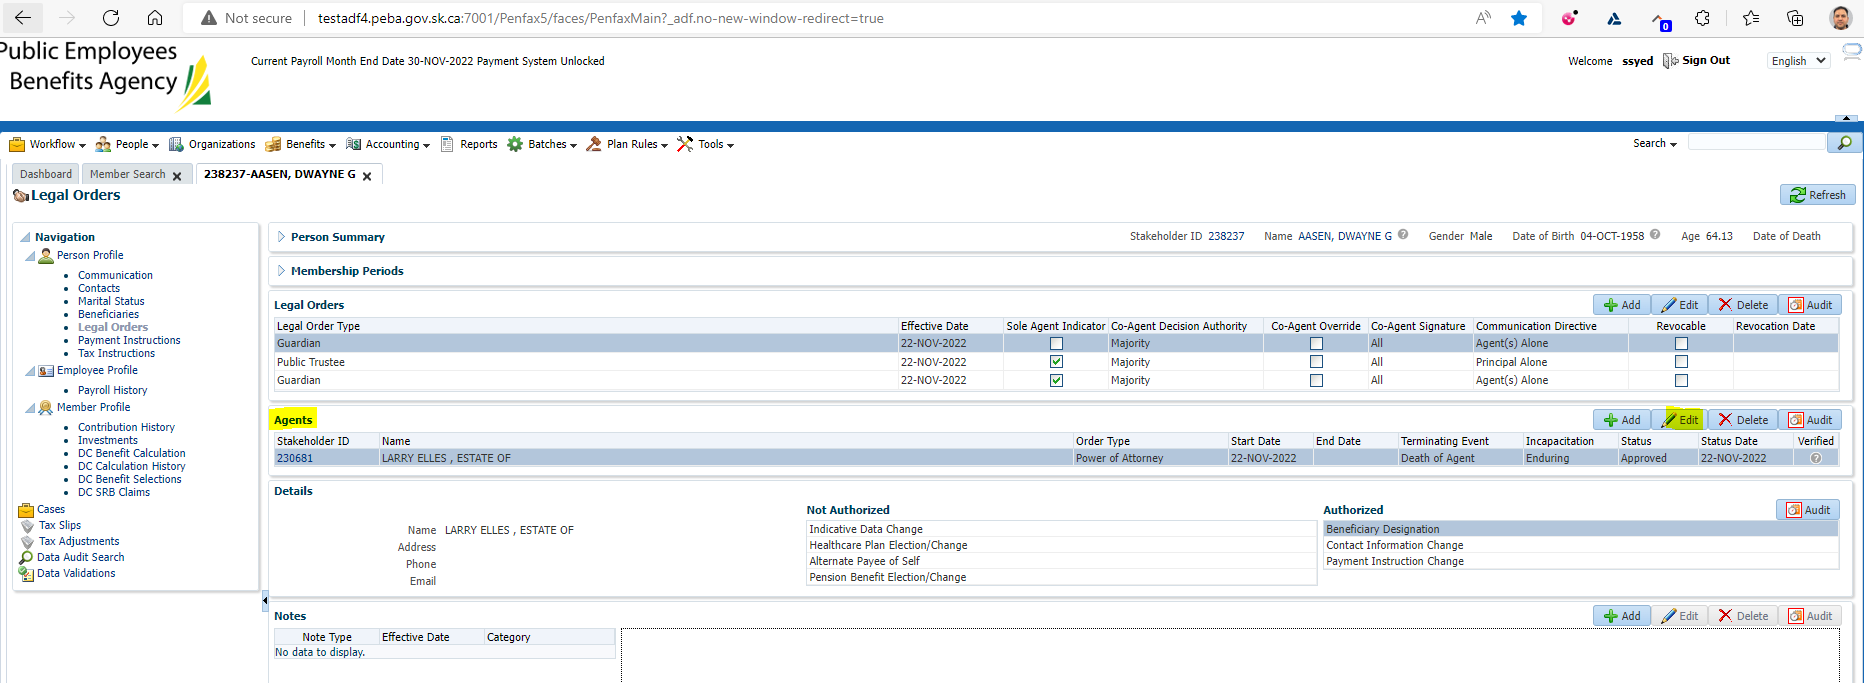 Not secure testadf4.peba.gov.sk.ca:7001/Penfax5/faces/PenfaxMain?_adf.no-new-window-redirect=true
0
Public Employees
Benefits Agency
Current Payroll Month End Date 30-NOV-2022 Payment System Unlocked
Welcome ssyed Sign Out English
Workflow People Organizations Benefits Accounting Reports Batches Plan Rules Tools Search
Dashboard Member Search 238237-AASEN, DWAYNE G
Legal Orders
Refresh
Navigation
Person Profile
Communication
Contacts
Marital Status
Beneficiaries
Legal Orders
Payment Instructions
Tax Instructions
Employee Profile
Payroll History
Member Profile
Contribution History
Investments
DC Benefit Calculation
DC Calculation History
DC Benefit Selections
DC SRB Claims
Cases
Tax Slips
Tax Adjustments
Data Audit Search
Data Validations
Person Summary Stakeholder ID 238237 Name AASEN, DWAYNE G Gender Male Date of Birth 04-OCT-1958 Age 64.13 Date of Death
Membership Periods
Legal Orders Add Edit Delete Audit
Legal Order Type Effective Date Sole Agent Indicator Co-Agent Decision Authority Co-Agent Override Co-Agent Signature Communication Directive Revocable Revocation Date
Guardian 22-NOV-2022 Majority All Agent(s) Alone
Public Trustee 22-NOV-2022 Majority All Principal Alone
Guardian 22-NOV-2022 Majority All Agent(s) Alone
Agents Add Edit Delete Audit
Stakeholder ID Name Order Type Start Date End Date Terminating Event Incapacitation Status Status Date Verified
230681 LARRY ELLES , ESTATE OF Power of Attorney 22-NOV-2022 Death of Agent Enduring Approved 22-NOV-2022
Details
Name LARRY ELLES , ESTATE OF
Address
Phone
Email
Not Authorized
Indicative Data Change
Healthcare Plan Election/Change
Alternate Payee of Self
Pension Benefit Election/Change
Authorized Audit
Beneficiary Designation
Contact Information Change
Payment Instruction Change
Notes Add Edit Delete Audit
Note Type Effective Date Category
No data to display.